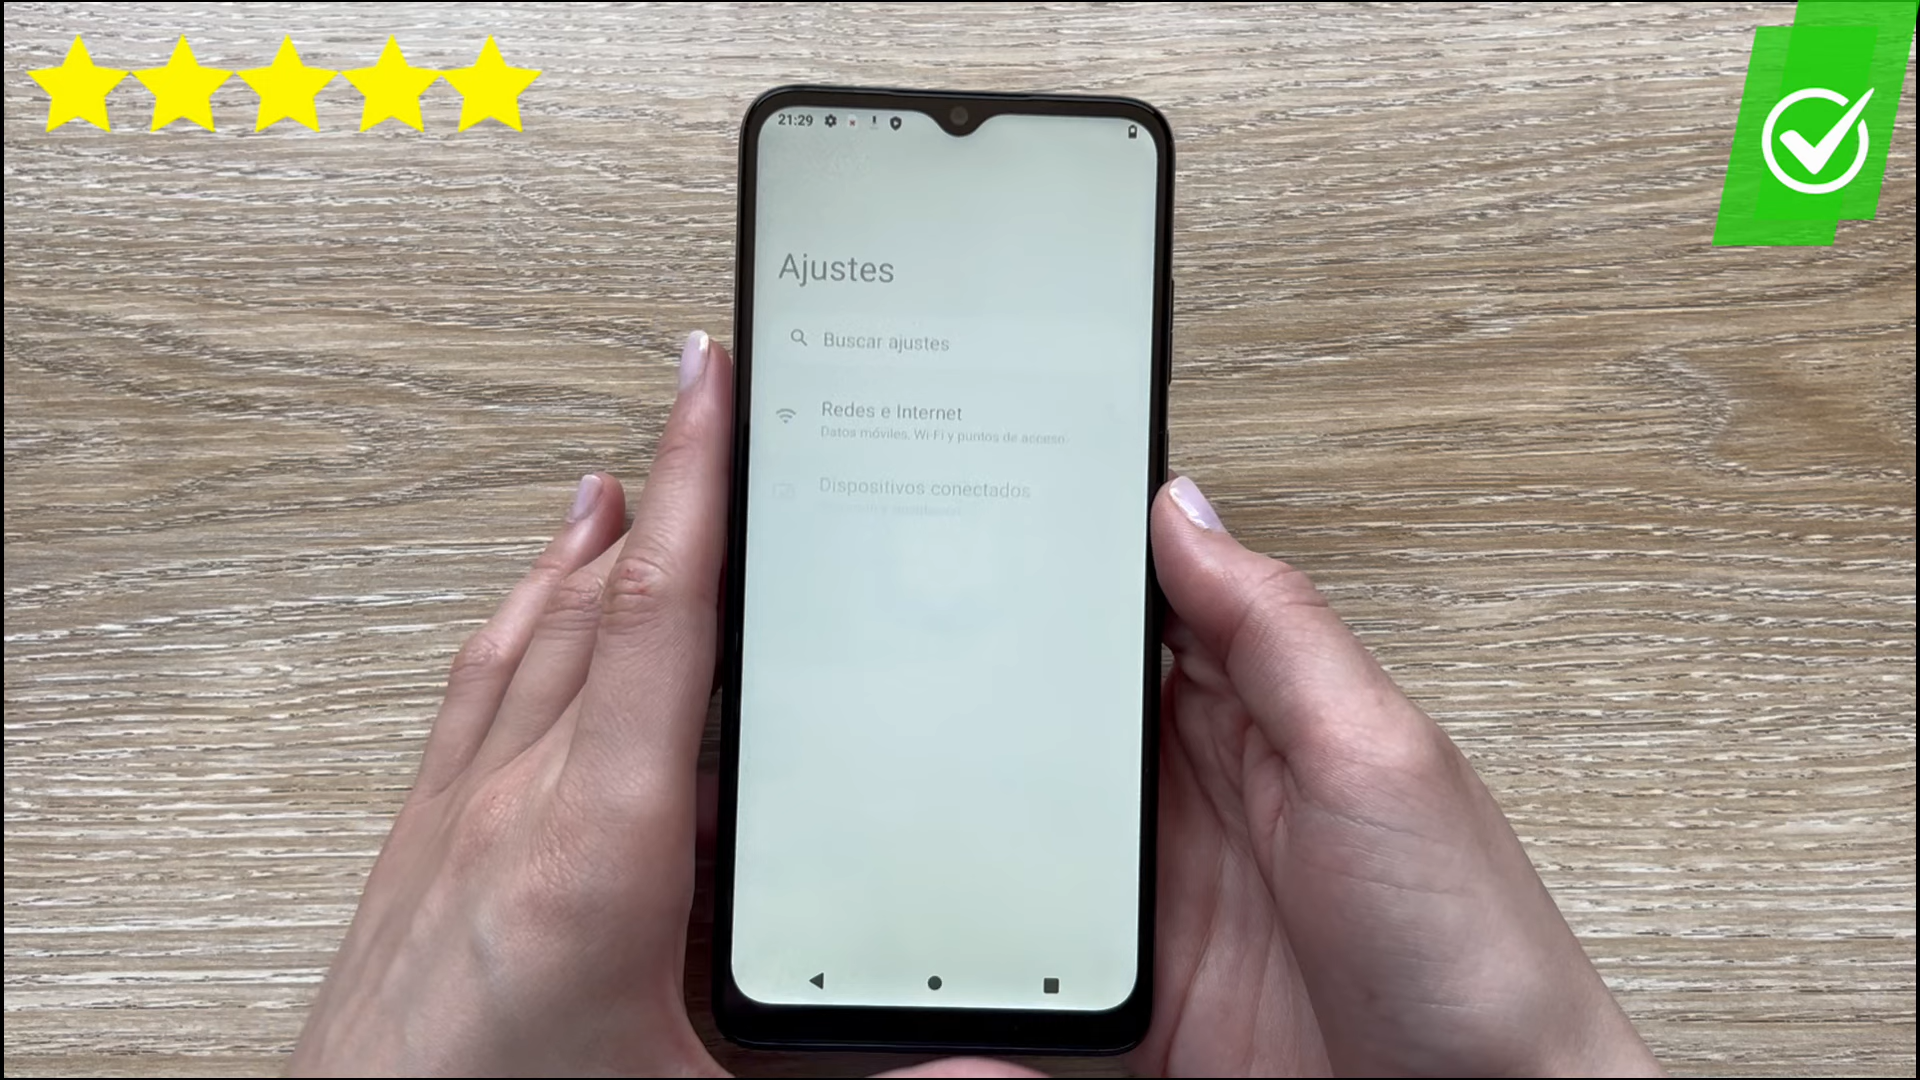 21:29
Ajustes
Buscar ajustes
Redes e Internet
Datos móviles, Wi-Fi y puntos de acceso
Dispositivos conectados